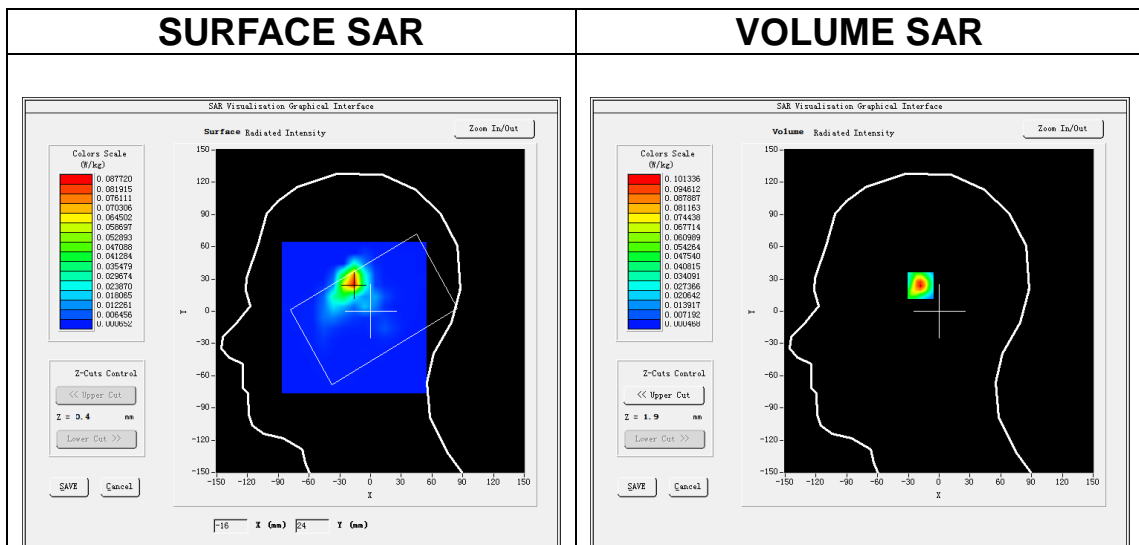 SURFACE SAR
VOLUME SAR
SAR Visualisation Graphical Interface
Surface Radiated Intensity
Zoom In/Out
Colors Scale
(W/kg)
0.087720
0.081915
0.076111
0.070306
0.064502
0.058697
0.052893
0.047088
0.041284
0.035479
0.029674
0.023870
0.018065
0.012261
0.006456
0.000652
150
120
90
60
30
0
-30
-60
-90
-120
-150
Y
-150 -120 -90 -60 -30 0 30 60 90 120 150
X
Z-Cuts Control
<< Upper Cut
Z = 0.4 mm
Lower Cut >>
SAVE Cancel
-16 X (mm) 24 Y (mm)
SAR Visualisation Graphical Interface
Volume Radiated Intensity
Zoom In/Out
Colors Scale
(W/kg)
0.101336
0.094612
0.087887
0.081163
0.074438
0.067714
0.060989
0.054264
0.047540
0.040815
0.034091
0.027366
0.020642
0.013917
0.007192
0.000468
150
120
90
60
30
0
-30
-60
-90
-120
-150
Y
-150 -120 -90 -60 -30 0 30 60 90 120 150
X
Z-Cuts Control
<< Upper Cut
Z = 1.9 mm
Lower Cut >>
SAVE Cancel